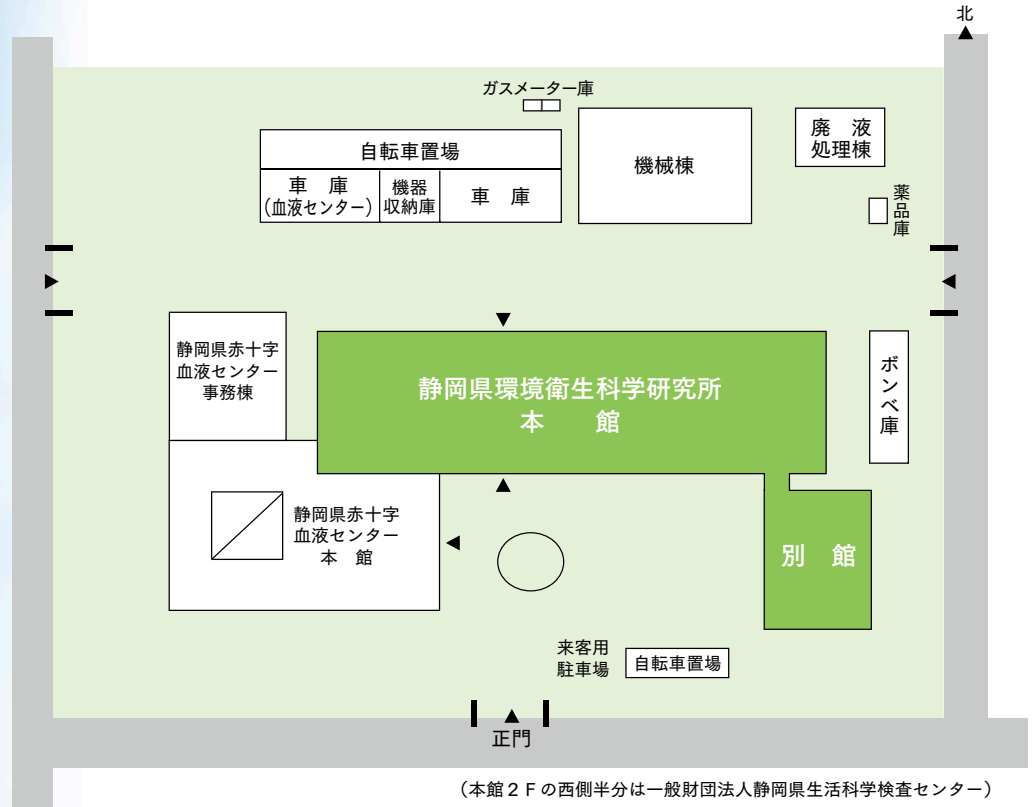 北
ガスメーター庫
自転車置場
車　庫
(血液センター)
機器
収納庫
車　庫
機械棟
廃　液
処理棟
薬
品
庫
静岡県赤十字
血液センター
事務棟
静岡県環境衛生科学研究所
本　　館
ボ
ン
ベ
庫
静岡県赤十字
血液センター
本　館
別　館
来客用
駐車場
自転車置場
正門
（本館２Ｆの西側半分は一般財団法人静岡県生活科学検査センター）